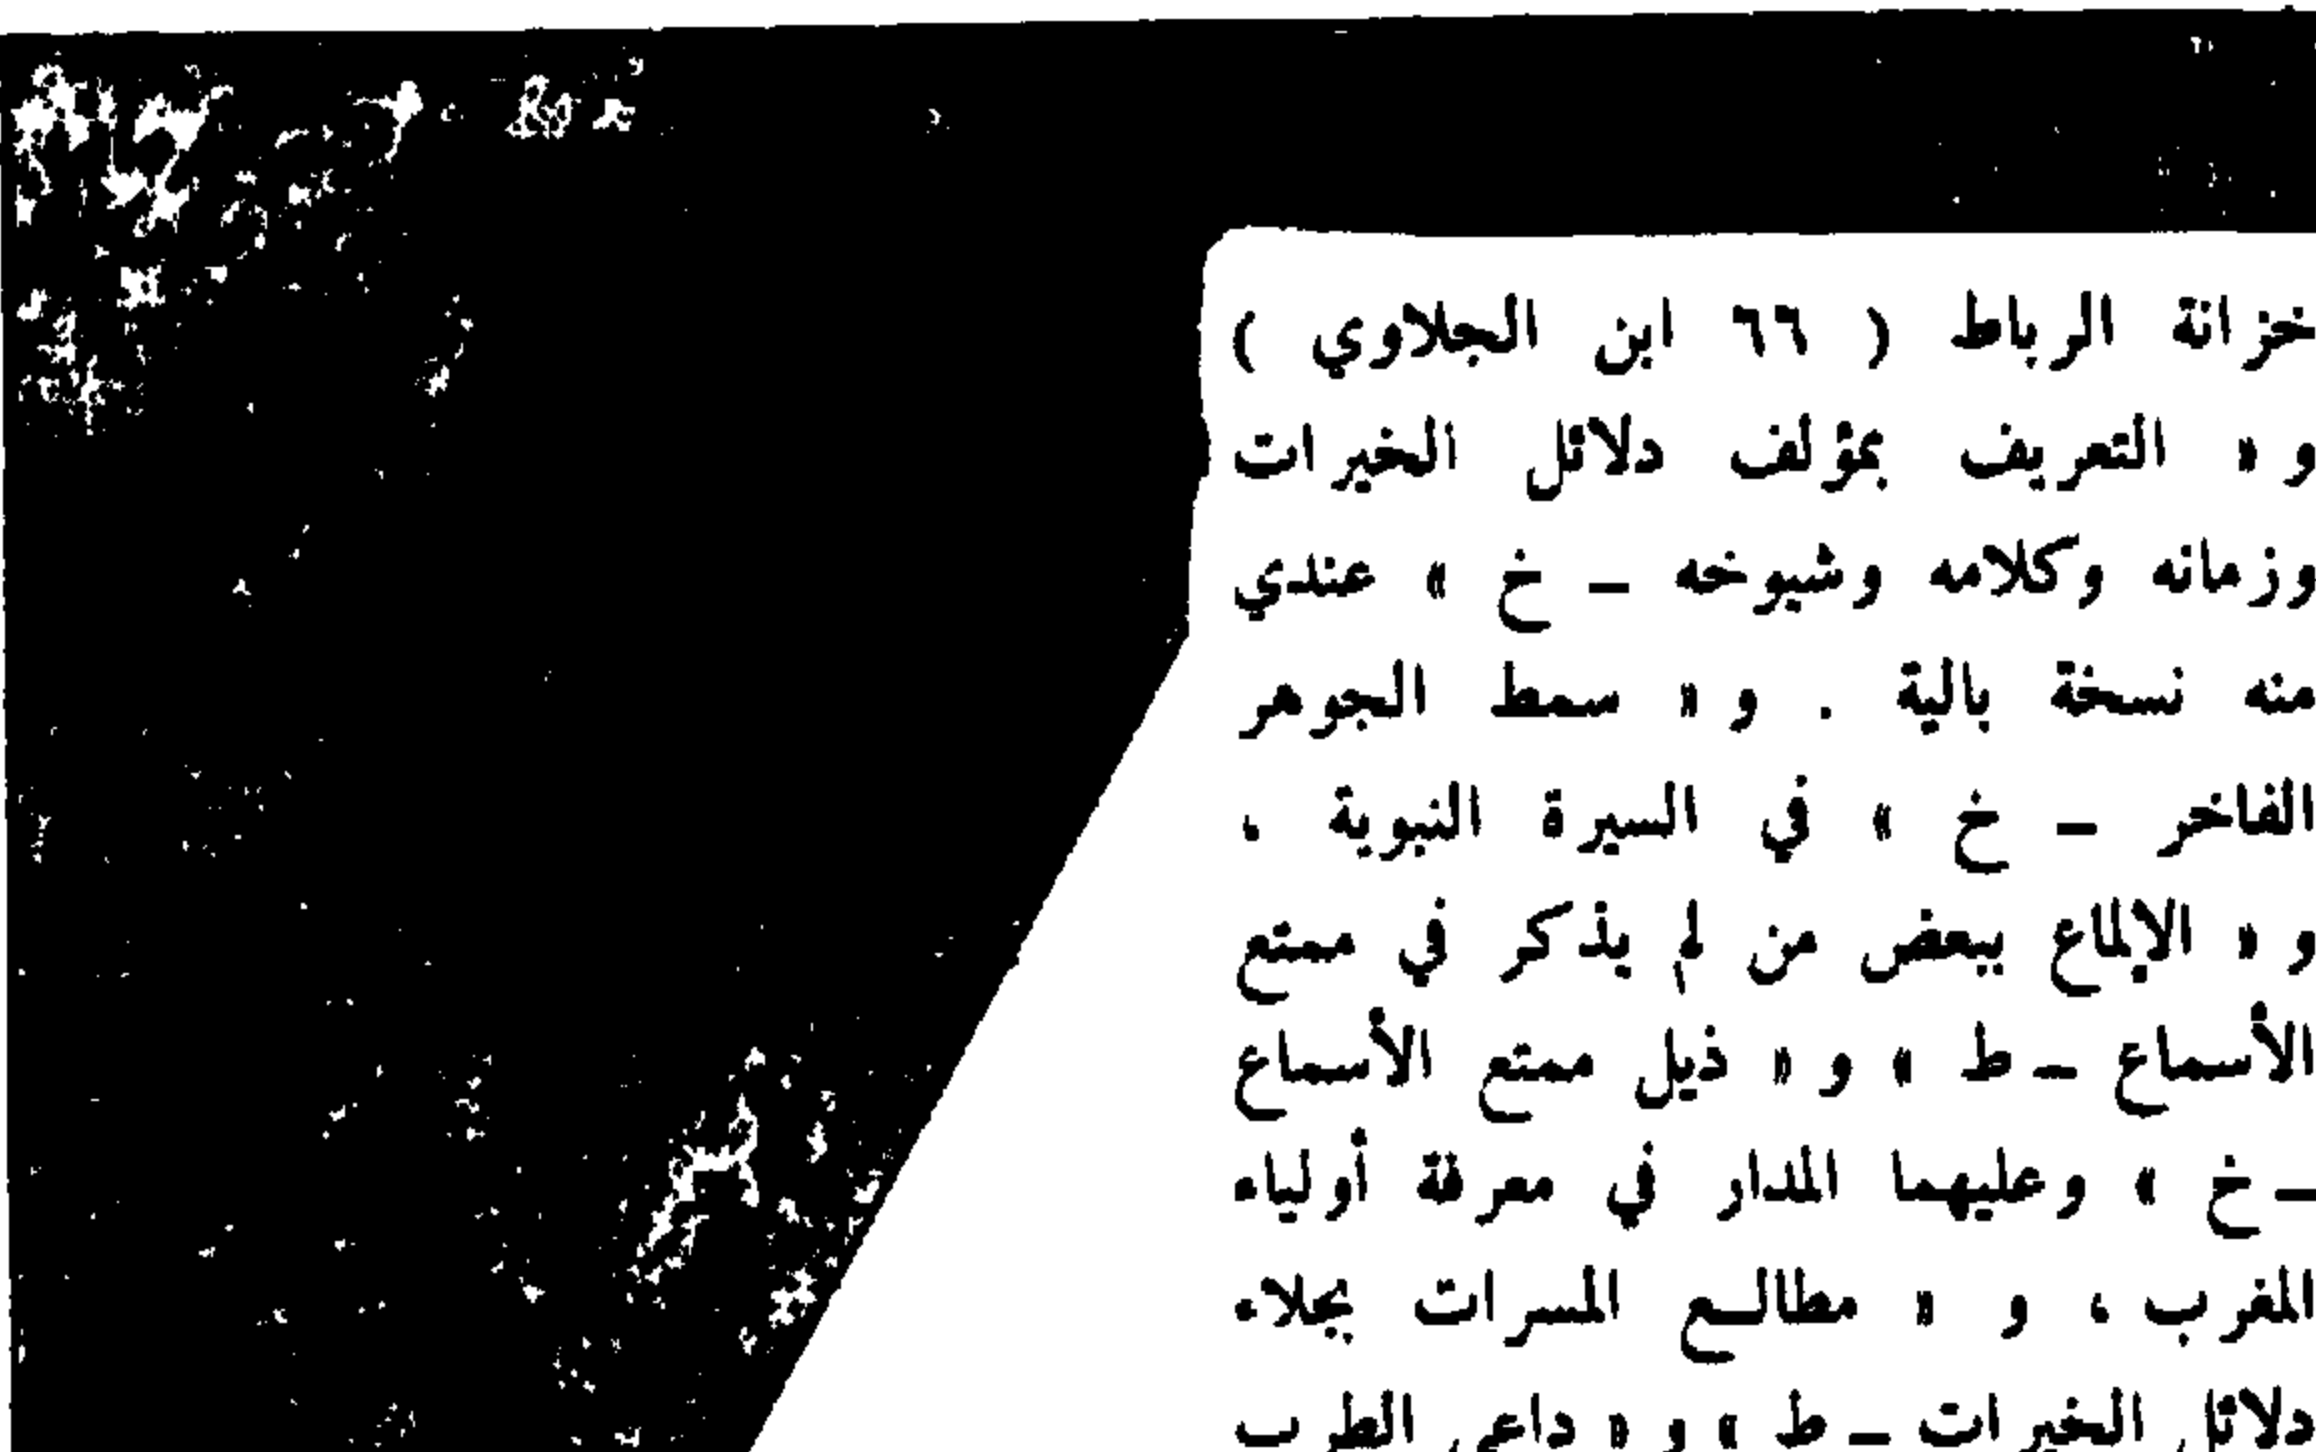 خزانة الرباط ( ٦٦ ابن الجلاوي )
و « التعريف بمؤلف دلائل الخيرات
وزمانه وكلامه وشيوخه ـ خ » عندي
منه نسخة بالية . و « سمط الجوهر
الفاخر ـ خ » في السيرة النبوية ،
و « الإلماع ببعض من لم يذكر في ممتع
الأسماع ـ ط » و « ذيل ممتع الأسماع
ـ خ » وعليهما المدار في معرفة أولياء
المغرب ، و « مطالع المسرات بجلاء
دلائل الخيرات ـ ط » و « داعي الطرب